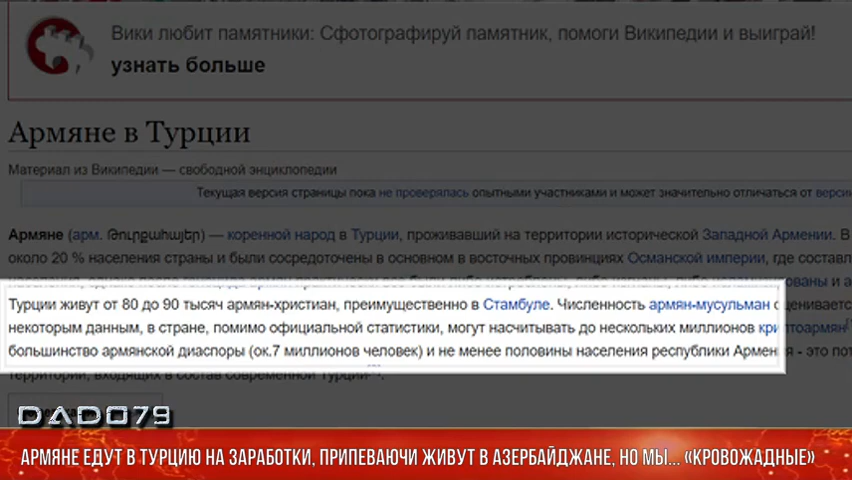 Вики любит памятники: Сфотографируй памятник, помоги Википедии и выиграй!
узнать больше
Армяне в Турции
Материал из Википедии — свободной энциклопедии
Текущая версия страницы пока не проверялась опытными участниками и может значительно отличаться от верси
Армяне (арм. Թուրքահայեր) — коренной народ в Турции, проживавший на территории исторической Западной Армении. В
около 20 % населения страны и были сосредоточены в основном в восточных провинциях Османской империи, где состав
Турции живут от 80 до 90 тысяч армян-христиан, преимущественно в Стамбуле. Численность армян-мусульман оценивается
некоторым данным, в стране, помимо официальной статистики, могут насчитывать до нескольких миллионов криптоармян
большинство армянской диаспоры (ок.7 миллионов человек) и не менее половины населения республики Армения - это пот
территорий, входящих в состав современной Турции
DADO79
АРМЯНЕ ЕДУТ В ТУРЦИЮ НА ЗАРАБОТКИ, ПРИПЕВАЮЧИ ЖИВУТ В АЗЕРБАЙДЖАНЕ, НО МЫ... «КРОВОЖАДНЫЕ»